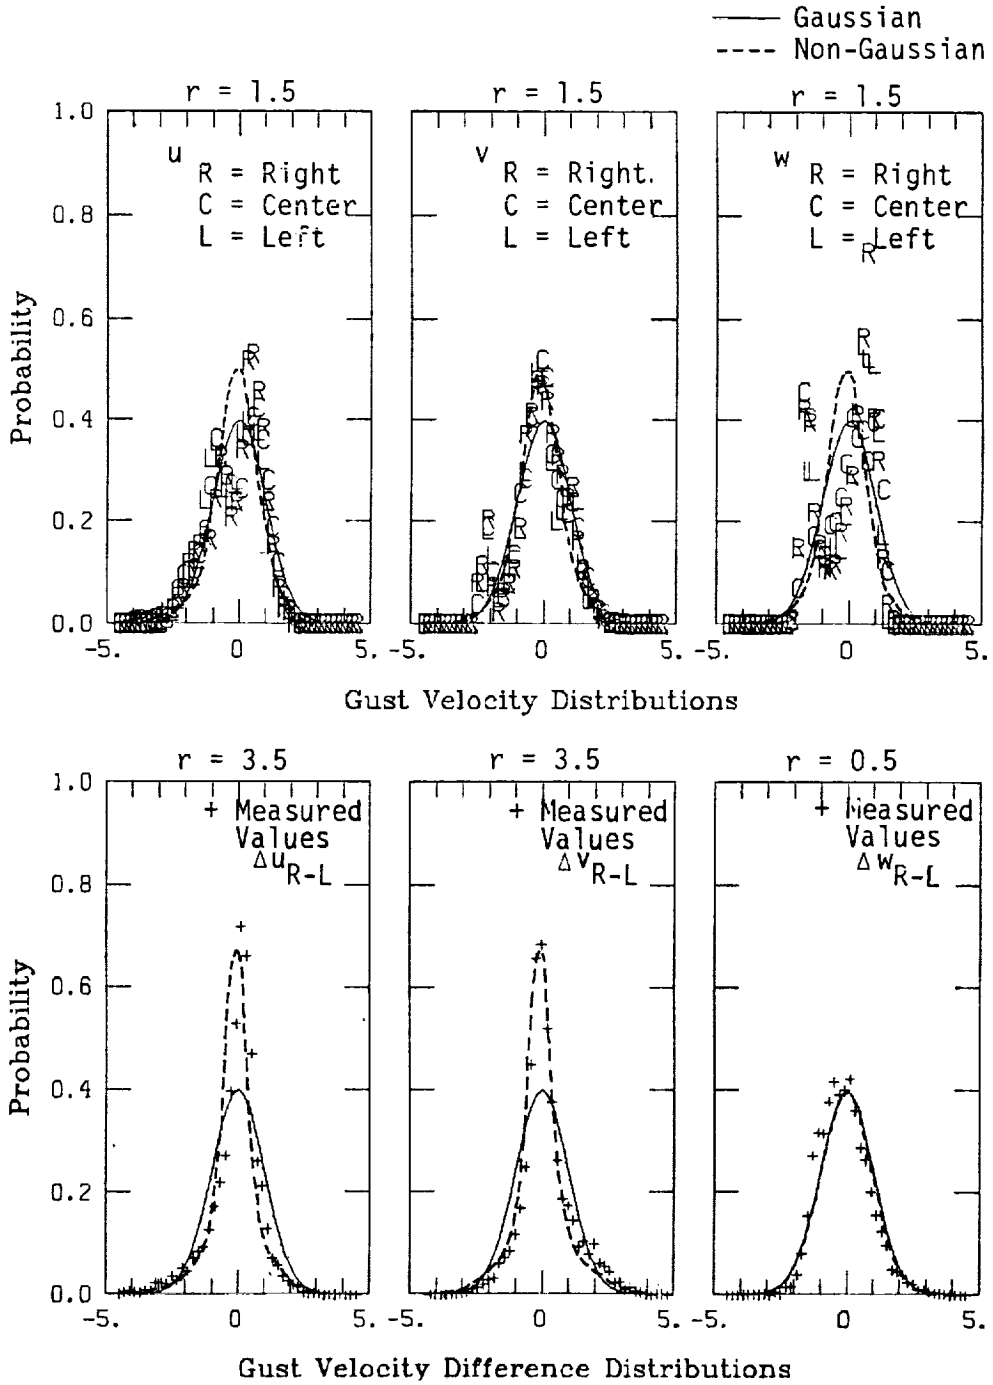 Gaussian
Non-Gaussian
r = 1.5 r = 1.5 r = 1.5
u v w
R = Right R = Right. R = Right
C = Center C = Center C = Center
L = Left L = Left L = Left
1.0
0.8
0.6
0.4
0.2
0.0
Probability
-5. 0 5. -5. 0 5. -5. 0 5.
Gust Velocity Distributions
r = 3.5 r = 3.5 r = 0.5
+ Measured + Measured + Measured
Values Values Values
Δu R-L Δv R-L Δw R-L
1.0
0.8
0.6
0.4
0.2
0.0
Probability
-5. 0 5. -5. 0 5. -5. 0 5.
Gust Velocity Difference Distributions